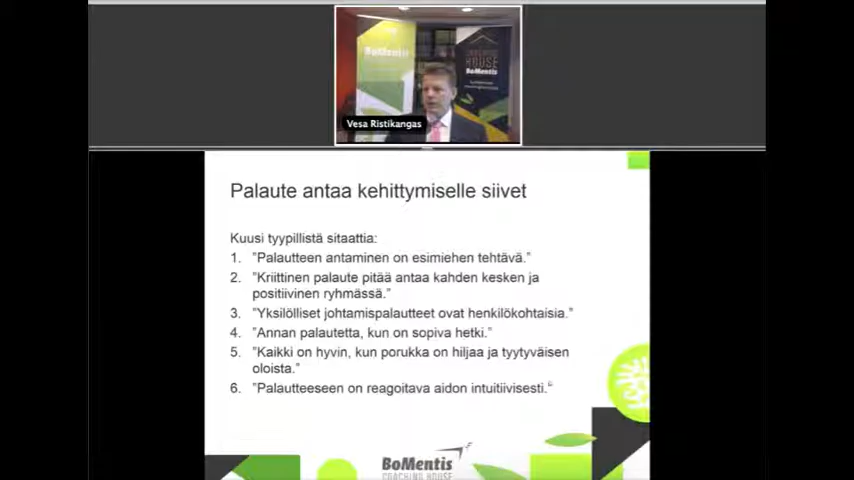 BoMentis
COACHING
HOUSE
BoMentis
Vesa Ristikangas
Palaute antaa kehittymiselle siivet
Kuusi tyypillistä sitaattia:
1. ”Palautteen antaminen on esimiehen tehtävä.”
2. ”Kriittinen palaute pitää antaa kahden kesken ja
positiivinen ryhmässä.”
3. ”Yksilölliset johtamispalautteet ovat henkilökohtaisia.”
4. ”Annan palautetta, kun on sopiva hetki.”
5. ”Kaikki on hyvin, kun porukka on hiljaa ja tyytyväisen
oloista.”
6. ”Palautteeseen on reagoitava aidon intuitiivisesti.“
BoMentis
COACHING HOUSE